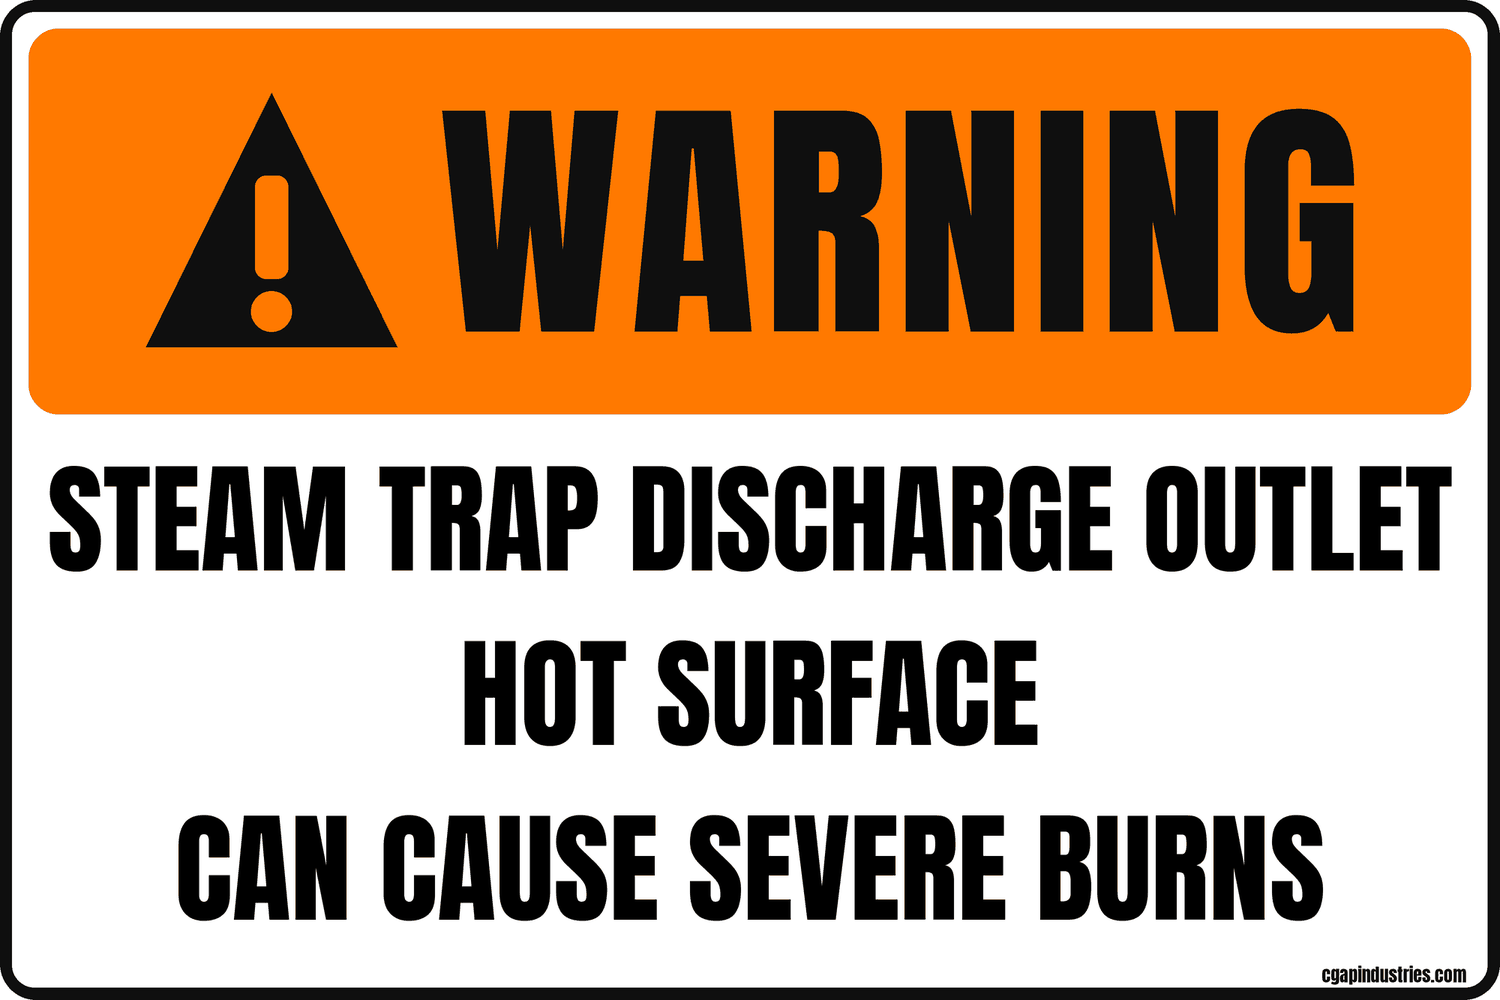 WARNING
STEAM TRAP DISCHARGE OUTLET
HOT SURFACE
CAN CAUSE SEVERE BURNS
cgapindustries.com